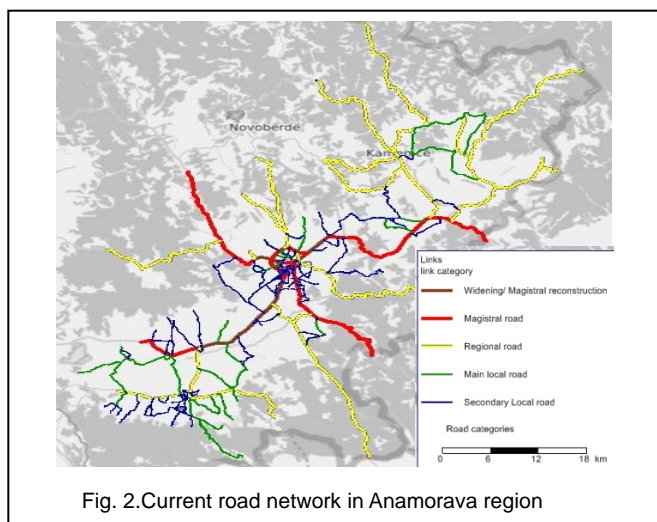 Novoberde
Kamenice
Links
link category
Widening/ Magistral reconstruction
Magistral road
Regional road
Main local road
Secondary Local road
Road categories
0 6 12 18 km
Fig. 2.Current road network in Anamorava region